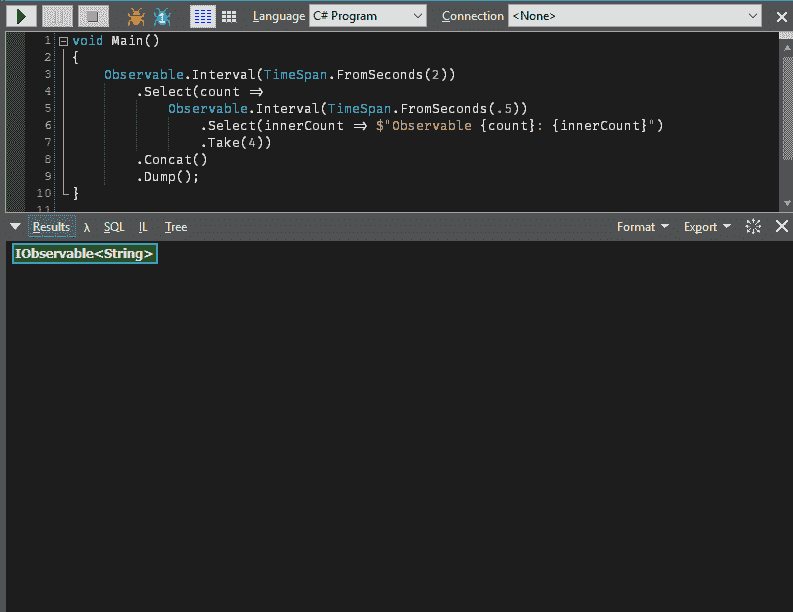 Language C# Program Connection <None>
1 void Main()
2 {
3 Observable.Interval(TimeSpan.FromSeconds(2))
4 .Select(count =>
5 Observable.Interval(TimeSpan.FromSeconds(.5))
6 .Select(innerCount => $"Observable {count}: {innerCount}")
7 .Take(4))
8 .Concat()
9 .Dump();
10 }
11
Results λ SQL IL Tree Format Export
IObservable<String>